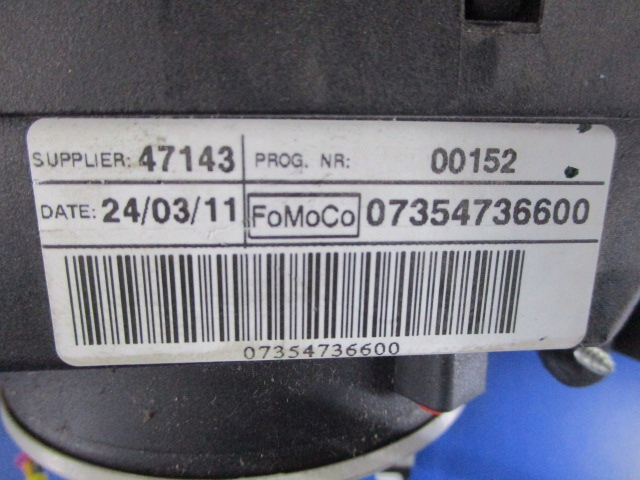 SUPPLIER: 47143 PROG. NR: 00152
DATE: 24/03/11 FoMoCo 07354736600
07354736600